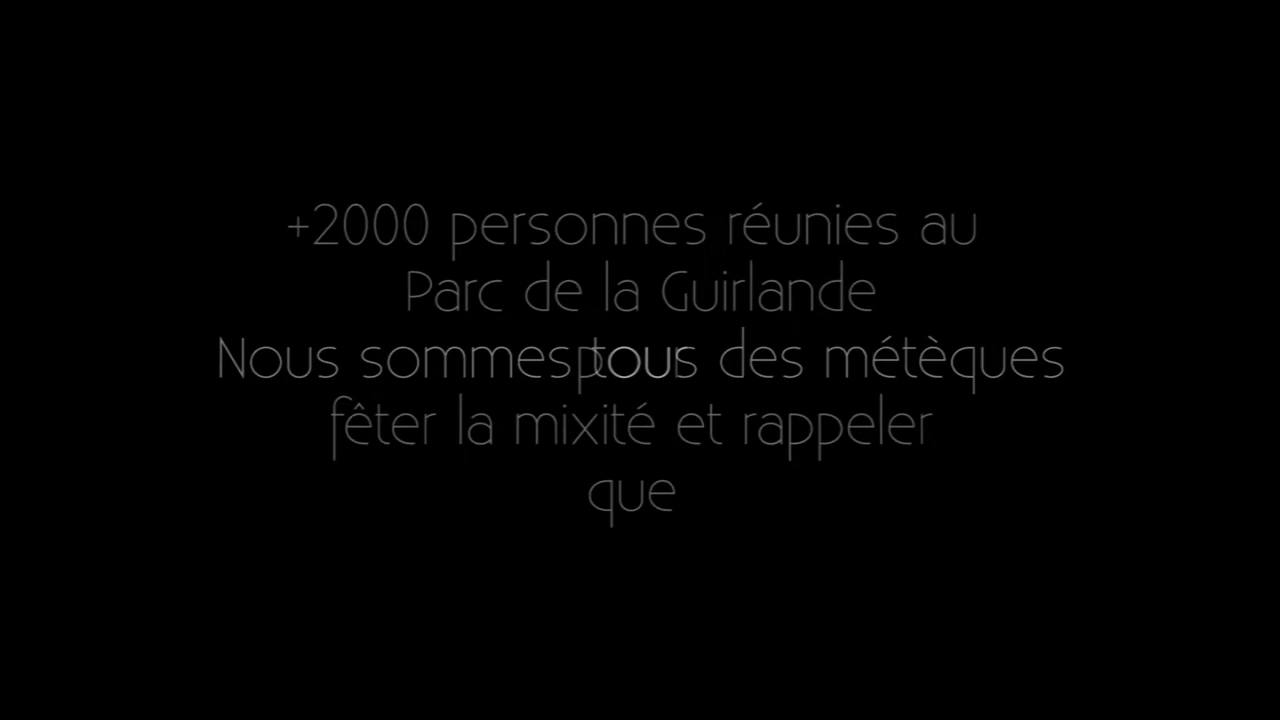 +2000 personnes réunies au
Parc de la Guirlande
pour
Nous sommes tous des métèques
fêter la mixité et rappeler
que